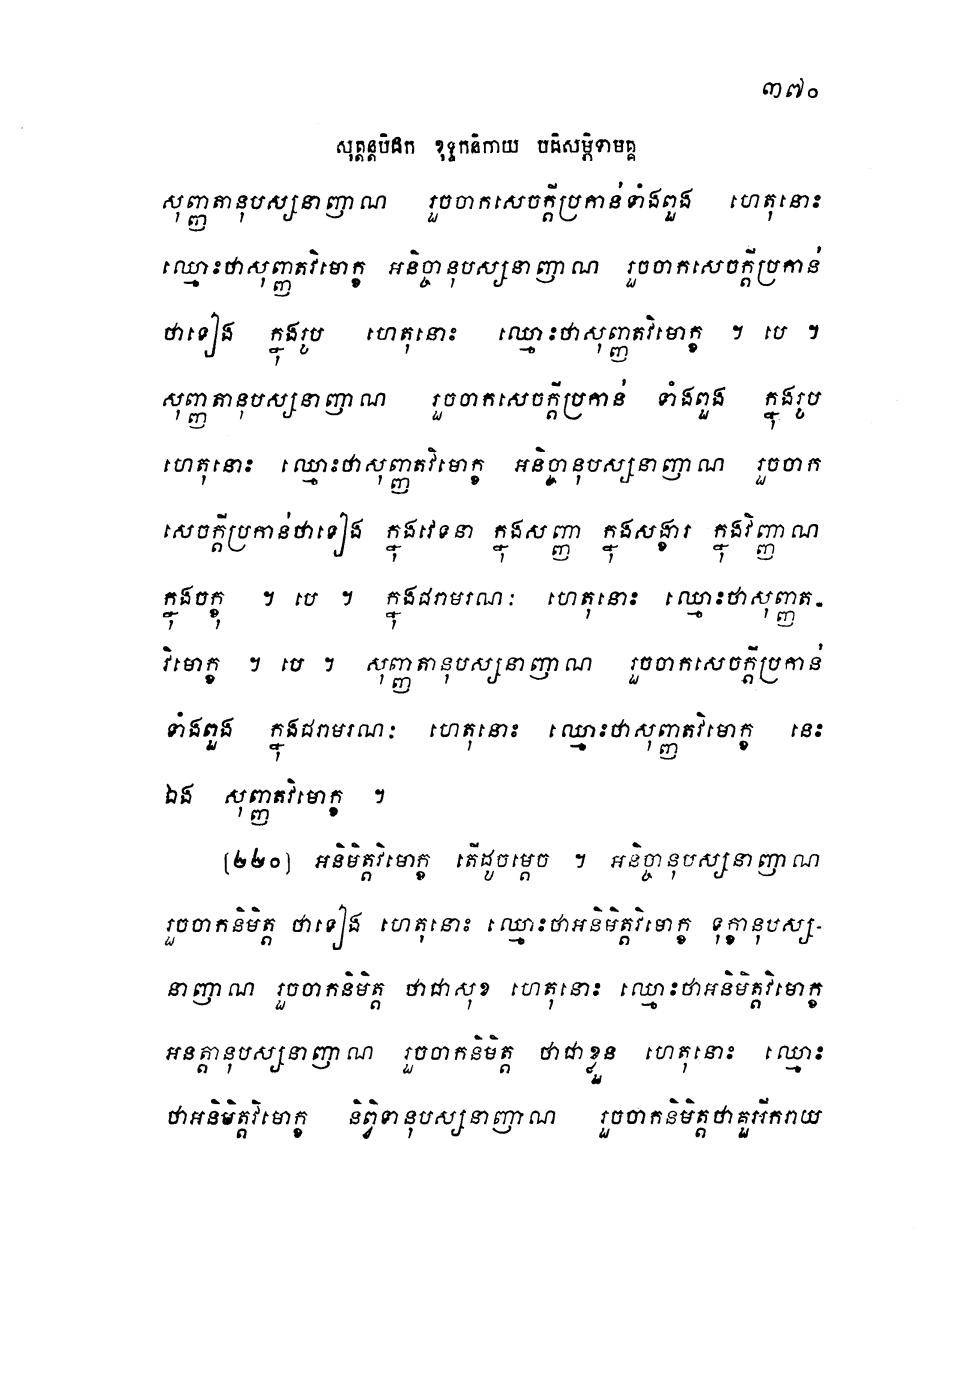 ៣៧០
សុត្តន្តបិដក ខុទ្ទកនិកាយ បដិសម្ភិទាមគ្គ
សុញ្ញតានុបស្សនាញាណ រួចចាកសេចក្តីប្រកាន់ទាំងពួង ហេតុនោះ
ឈ្មោះថាសុញ្ញតវិមោក្ខ អនិច្ចានុបស្សនាញាណ រួចចាកសេចក្តីប្រកាន់
ថាទៀង ក្នុងរូប ហេតុនោះ ឈ្មោះថាសុញ្ញតវិមោក្ខ ។ បេ ។
សុញ្ញតានុបស្សនាញាណ រួចចាកសេចក្តីប្រកាន់ ទាំងពួង ក្នុងរូប
ហេតុនោះ ឈ្មោះថាសុញ្ញតវិមោក្ខ អនិច្ចានុបស្សនាញាណ រួចចាក
សេចក្តីប្រកាន់ថាទៀង ក្នុងវេទនា ក្នុងសញ្ញា ក្នុងសង្ខារ ក្នុងវិញ្ញាណ
ក្នុងចក្ខុ ។ បេ ។ ក្នុងជរាមរណៈ ហេតុនោះ ឈ្មោះថាសុញ្ញត-
វិមោក្ខ ។ បេ ។ សុញ្ញតានុបស្សនាញាណ រួចចាកសេចក្តីប្រកាន់
ទាំងពួង ក្នុងជរាមរណៈ ហេតុនោះ ឈ្មោះថាសុញ្ញតវិមោក្ខ នេះ
ឯង សុញ្ញតវិមោក្ខ ។
(២២០) អនិមិត្តវិមោក្ខ តើដូចម្តេច ។ អនិច្ចានុបស្សនាញាណ
រួចចាកនិមិត្ត ថាទៀង ហេតុនោះ ឈ្មោះថាអនិមិត្តវិមោក្ខ ទុក្ខានុបស្ស-
នាញាណ រួចចាកនិមិត្ត ថាជាសុខ ហេតុនោះ ឈ្មោះថាអនិមិត្តវិមោក្ខ
អនត្តានុបស្សនាញាណ រួចចាកនិមិត្ត ថាជាខ្លួន ហេតុនោះ ឈ្មោះ
ថាអនិមិត្តវិមោក្ខ និព្វិទានុបស្សនាញាណ រួចចាកនិមិត្តថាគួរអីករាយ